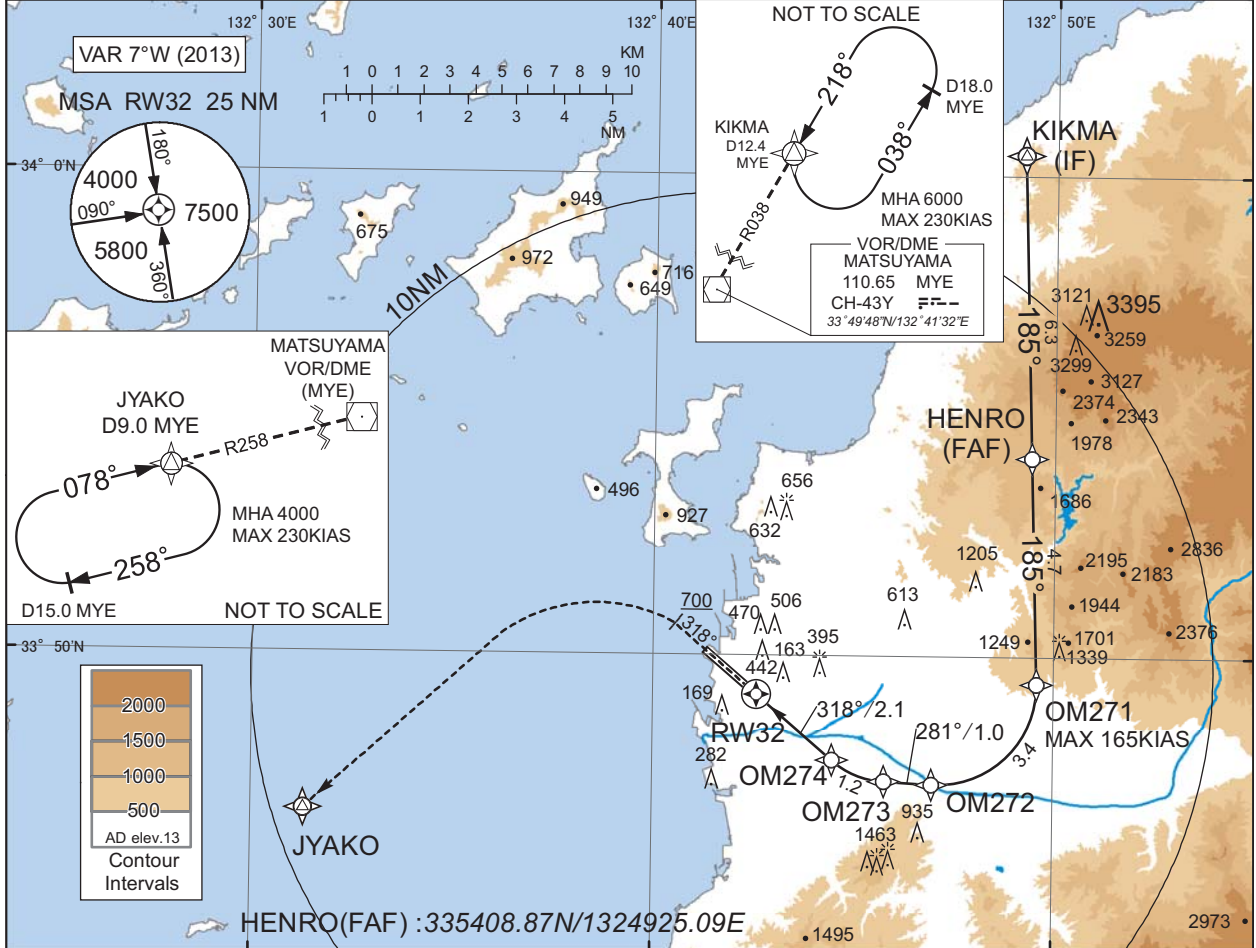 132°30'E
132°40'E
132°50'E
VAR 7°W (2013)
MSA RW32 25 NM
180°
4000
090°
7500
5800
360°
KM
1 0 1 2 3 4 5 6 7 8 9 10
1 0 1 2 3 4 5
NM
34° 0'N
NOT TO SCALE
218°
D18.0
MYE
KIKMA
D12.4
MYE
038°
R038
MHA 6000
MAX 230KIAS
VOR/DME
MATSUYAMA
110.65 MYE
CH-43Y
33°49'48"N/132°41'32"E
KIKMA
(IF)
949
675
972
716
649
10NM
3121
3395
185°
6.3
3259
3299
3127
2374
2343
HENRO
(FAF)
1978
MATSUYAMA
VOR/DME
(MYE)
JYAKO
D9.0 MYE
R258
078°
MHA 4000
MAX 230KIAS
258°
D15.0 MYE
NOT TO SCALE
496
656
632
927
1686
1205
185°
4.7
2195
2836
2183
613
1944
700
470
506
318°
163
395
442
1249
1701
1339
2376
33° 50'N
169
RW32
318°/2.1
281°/1.0
OM271
MAX 165KIAS
3.4
282
OM274
1.2
OM273
OM272
935
1463
JYAKO
2000
1500
1000
500
AD elev.13
Contour
Intervals
HENRO(FAF) :335408.87N/1324925.09E
1495
2973